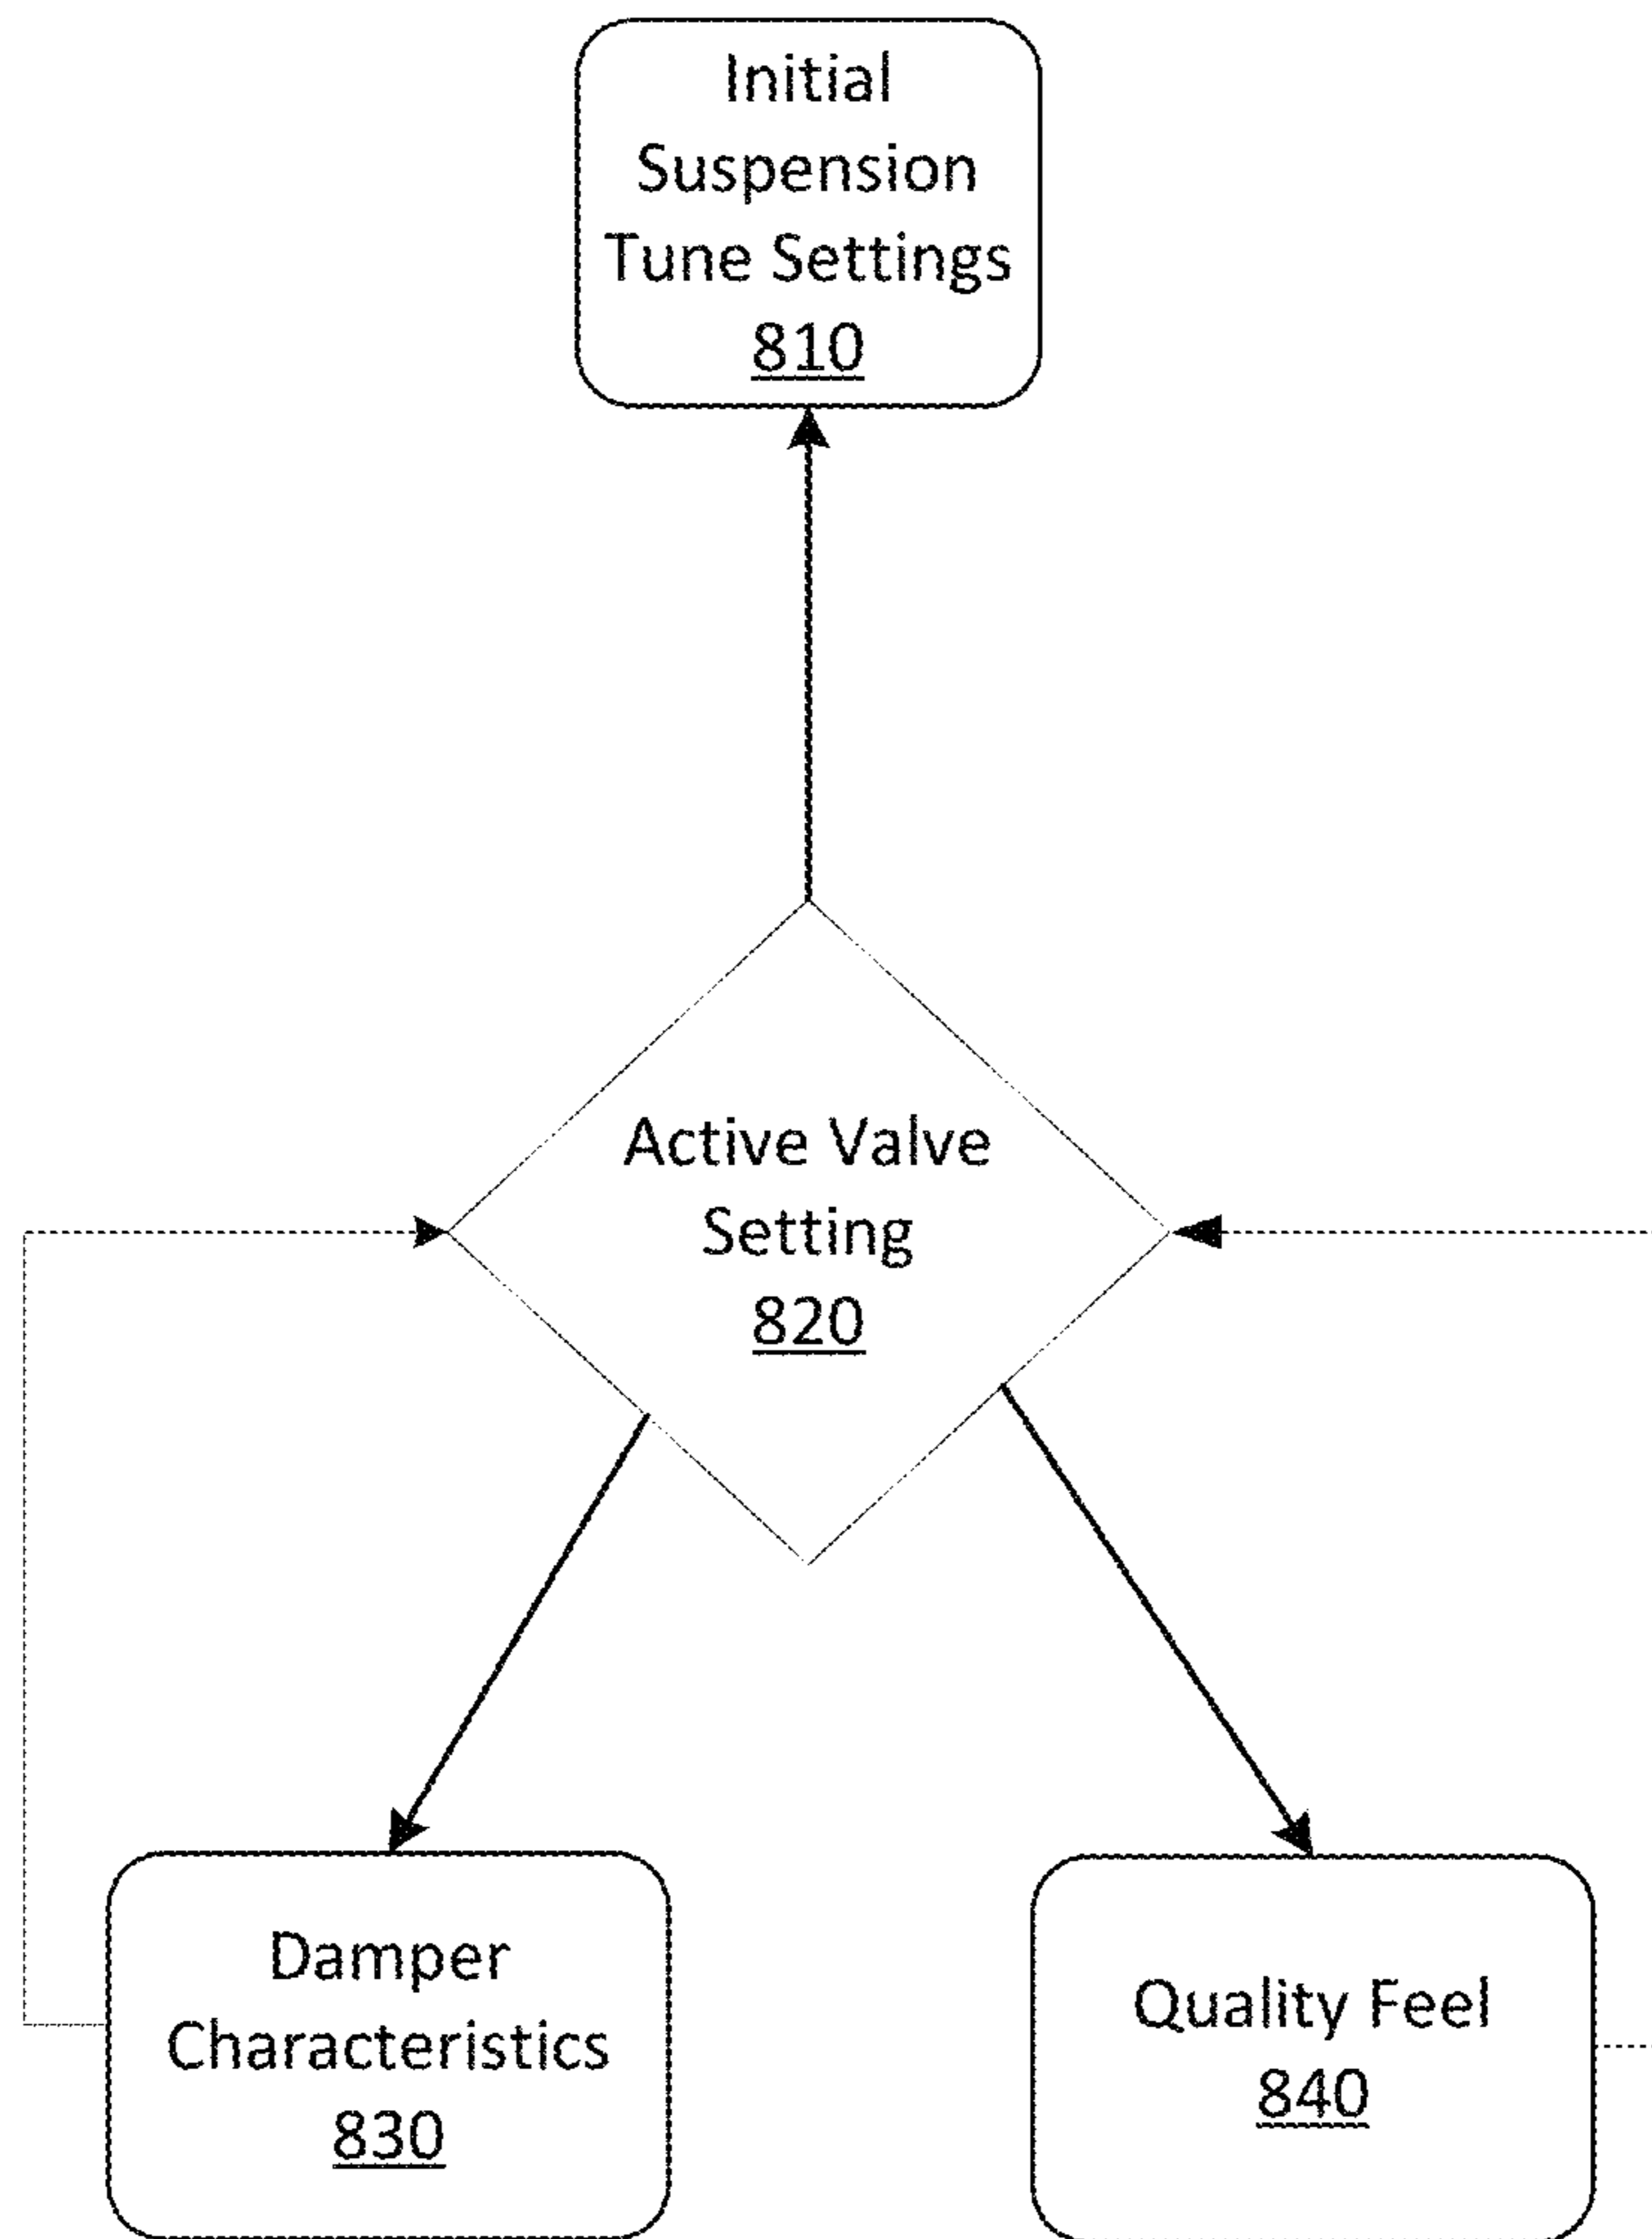 Initial
Suspension
Tune Settings
810
Active Valve
Setting
820
Damper
Characteristics
830
Quality Feel
840